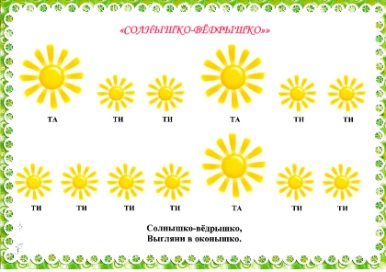 «СОЛНЫШКО-ВЁДРЫШКО»»
ТА ТИ ТИ ТА ТИ ТИ
ТИ ТИ ТИ ТИ ТА ТИ ТИ
Солнышко-вёдрышко,
Выгляни в оконышко.